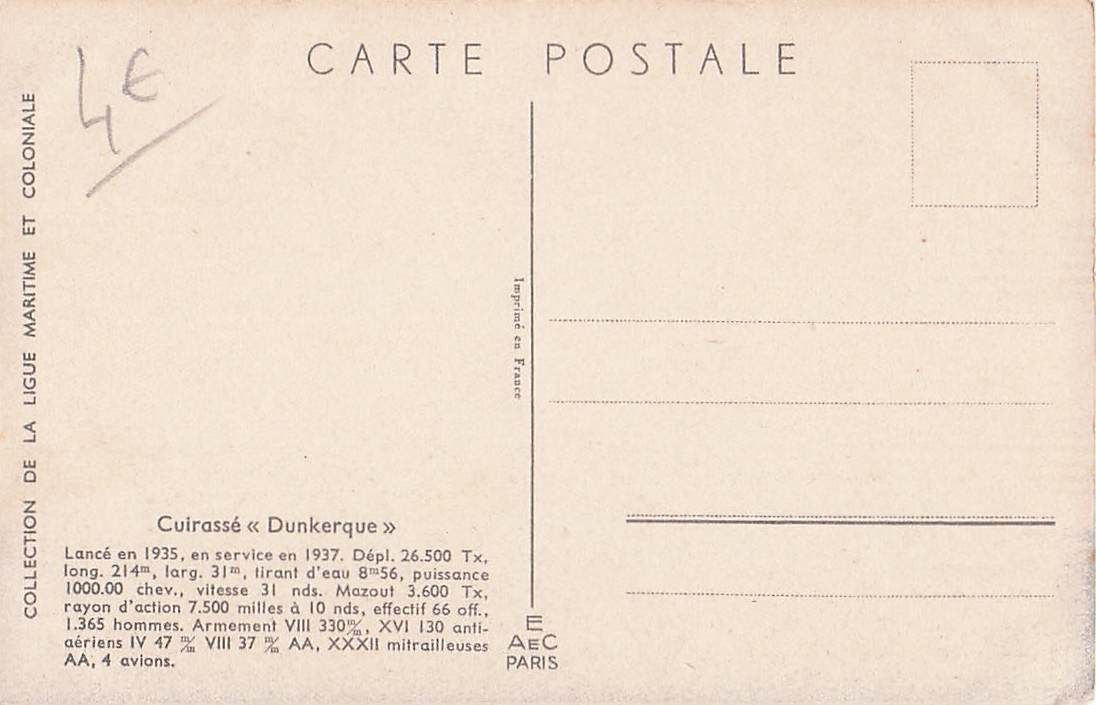 CARTE POSTALE
4€
COLLECTION DE LA LIGUE MARITIME ET COLONIALE
Imprimé en France
Cuirassé « Dunkerque »
Lancé en 1935, en service en 1937. Dépl. 26.500 Tx,
long. 214m, larg. 31m, tirant d'eau 8m56, puissance
1000.00 chev., vitesse 31 nds. Mazout 3.600 Tx,
rayon d'action 7.500 milles à 10 nds, effectif 66 off.,
1.365 hommes. Armement VIII 330 m/m, XVI 130 anti-
aériens IV 47 m/m VIII 37 m/m AA, XXXII mitrailleuses
AA, 4 avions.
E
AEC
PARIS